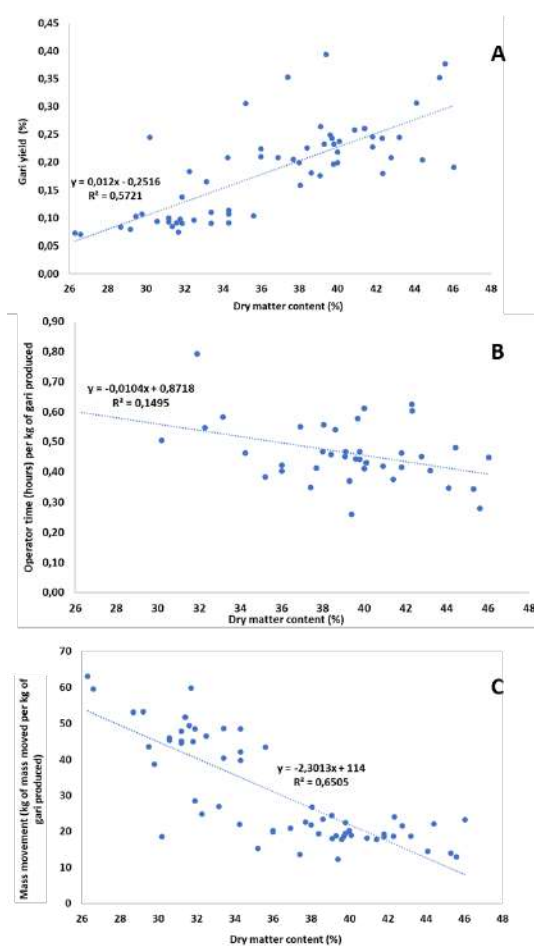 A
0,45
0,40
0,35
0,30
0,25
0,20
0,15
0,10
0,05
0,00
Gari yield (%)
y = 0,012x - 0,2516
R² = 0,5721
26 28 30 32 34 36 38 40 42 44 46 48
Dry matter content (%)
B
0,90
0,80
0,70
0,60
0,50
0,40
0,30
0,20
0,10
0,00
Operator time (hours) per kg of gari produced
y = -0,0104x + 0,8718
R² = 0,1495
26 28 30 32 34 36 38 40 42 44 46 48
Dry matter content (%)
C
70
60
50
40
30
20
10
0
Mass movement (kg of mass moved per kg of
gari produced)
y = -2,3013x + 114
R² = 0,6505
26 28 30 32 34 36 38 40 42 44 46 48
Dry matter content (%)